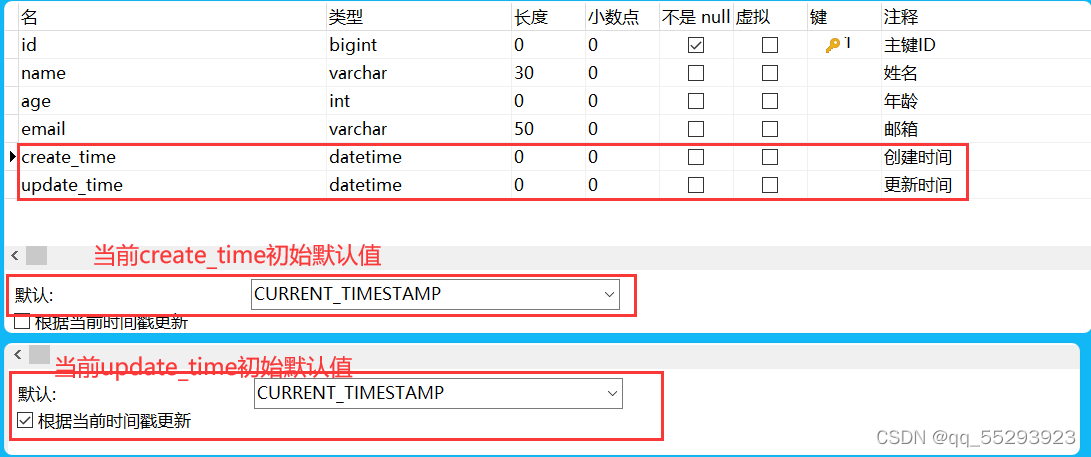 名 类型 长度 小数点 不是 null 虚拟 键 注释
id bigint 0 0 1 主键ID
name varchar 30 0 姓名
age int 0 0 年龄
email varchar 50 0 邮箱
create_time datetime 0 0 创建时间
update_time datetime 0 0 更新时间
当前create_time初始默认值
默认: CURRENT_TIMESTAMP
根据当前时间戳更新
当前update_time初始默认值
默认: CURRENT_TIMESTAMP
根据当前时间戳更新
CSDN @qq_55293923